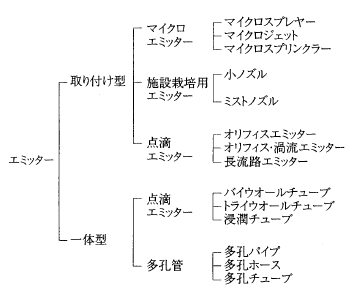 エミッター
取り付け型
マイクロ
エミッター
マイクロスプレヤー
マイクロジェット
マイクロスプリンクラー
施設栽培用
エミッター
小ノズル
ミストノズル
点滴
エミッター
オリフィスエミッター
オリフィス・渦流エミッター
長流路エミッター
一体型
点滴
エミッター
バイウオールチューブ
トライウオールチューブ
浸潤チューブ
多孔管
多孔パイプ
多孔ホース
多孔チューブ